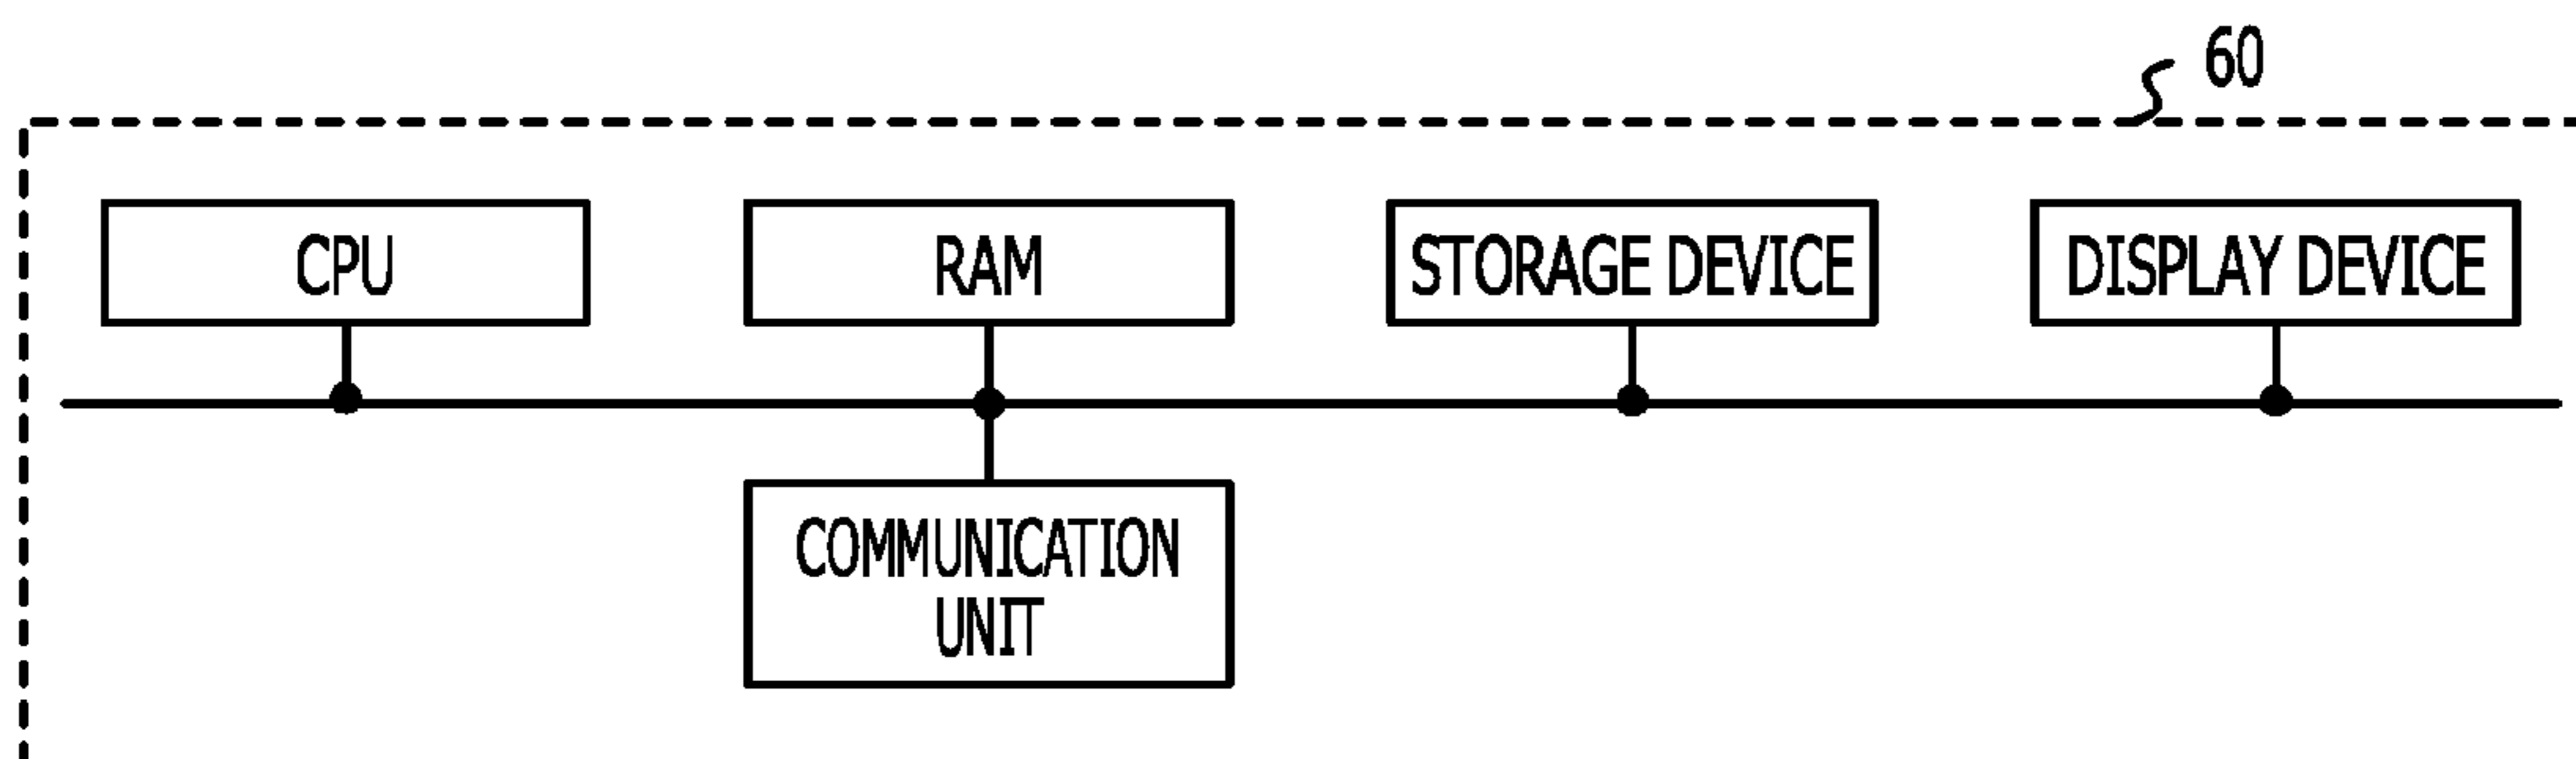 60
CPU
RAM
STORAGE DEVICE
DISPLAY DEVICE
COMMUNICATION
UNIT